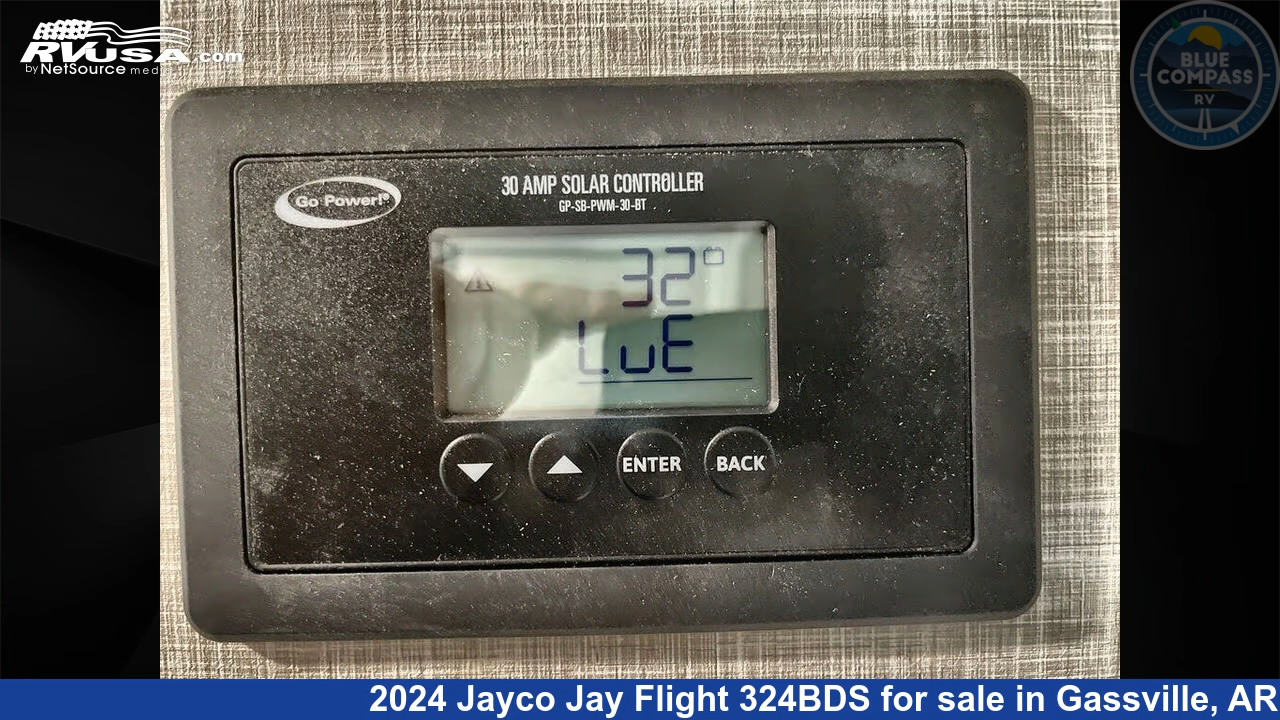 RVUSA.com
by NetSource media
BLUE
COMPASS
RV
Go Power!®
30 AMP SOLAR CONTROLLER
GP-SB-PWM-30-BT
32°
LvE
ENTER
BACK
2024 Jayco Jay Flight 324BDS for sale in Gassville, AR